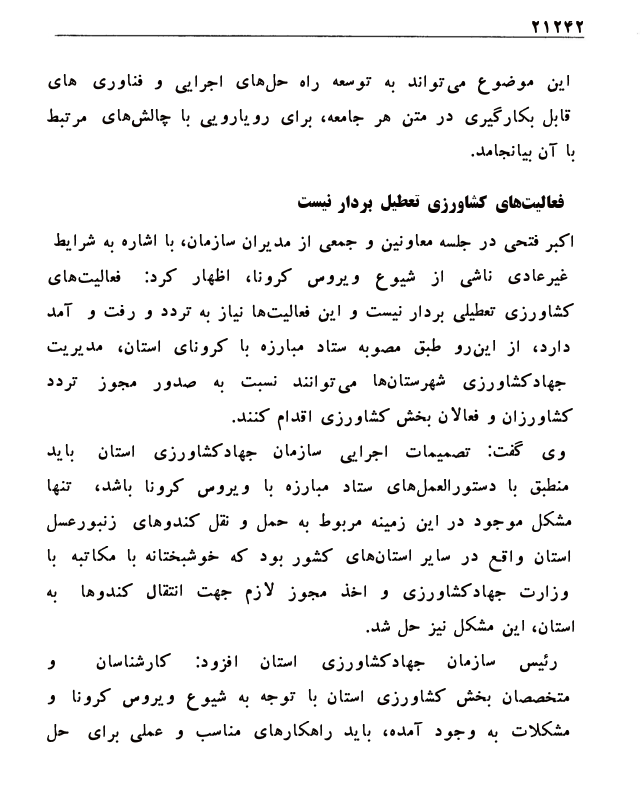 ۲۱۲۴۲
این موضوع می‌تواند به توسعه راه حل‌های اجرایی و فناوری های
قابل بکارگیری در متن هر جامعه، برای رویارویی با چالش‌های مرتبط
با آن بیانجامد.
فعالیت‌های کشاورزی تعطیل بردار نیست
اکبر فتحی در جلسه معاونین و جمعی از مدیران سازمان، با اشاره به شرایط
غیرعادی ناشی از شیوع ویروس کرونا، اظهار کرد: فعالیت‌های
کشاورزی تعطیلی بردار نیست و این فعالیت‌ها نیاز به تردد و رفت و آمد
دارد، از این‌رو طبق مصوبه ستاد مبارزه با کرونای استان، مدیریت
جهادکشاورزی شهرستان‌ها می‌توانند نسبت به صدور مجوز تردد
کشاورزان و فعالان بخش کشاورزی اقدام کنند.
وی گفت: تصمیمات اجرایی سازمان جهادکشاورزی استان باید
منطبق با دستورالعمل‌های ستاد مبارزه با ویروس کرونا باشد، تنها
مشکل موجود در این زمینه مربوط به حمل و نقل کندوهای زنبورعسل
استان واقع در سایر استان‌های کشور بود که خوشبختانه با مکاتبه با
وزارت جهادکشاورزی و اخذ مجوز لازم جهت انتقال کندوها به
استان، این مشکل نیز حل شد.
رئیس سازمان جهادکشاورزی استان افزود: کارشناسان و
متخصصان بخش کشاورزی استان با توجه به شیوع ویروس کرونا و
مشکلات به وجود آمده، باید راهکارهای مناسب و عملی برای حل